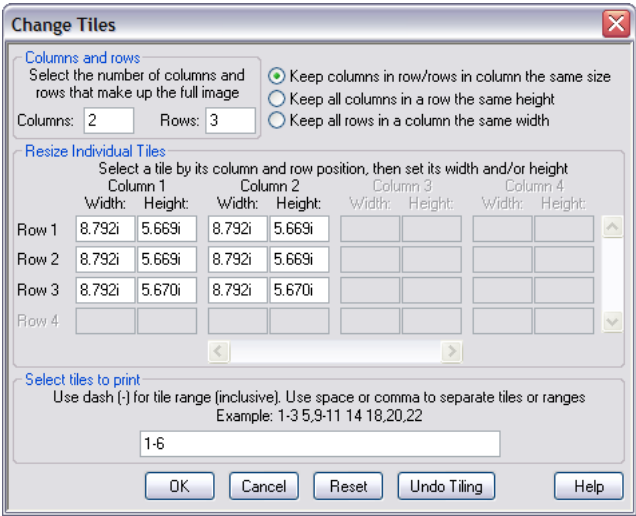 Change Tiles
Columns and rows
Select the number of columns and
rows that make up the full image
Columns: 2 Rows: 3
Keep columns in row/rows in column the same size
Keep all columns in a row the same height
Keep all rows in a column the same width
Resize Individual Tiles
Select a tile by its column and row position, then set its width and/or height
Column 1 Column 2 Column 3 Column 4
Width: Height: Width: Height: Width: Height: Width: Height:
Row 1 8.792i 5.669i 8.792i 5.669i
Row 2 8.792i 5.669i 8.792i 5.669i
Row 3 8.792i 5.670i 8.792i 5.670i
Row 4
Select tiles to print
Use dash (-) for tile range (inclusive). Use space or comma to separate tiles or ranges
Example: 1-3 5,9-11 14 18,20,22
1-6
OK Cancel Reset Undo Tiling Help